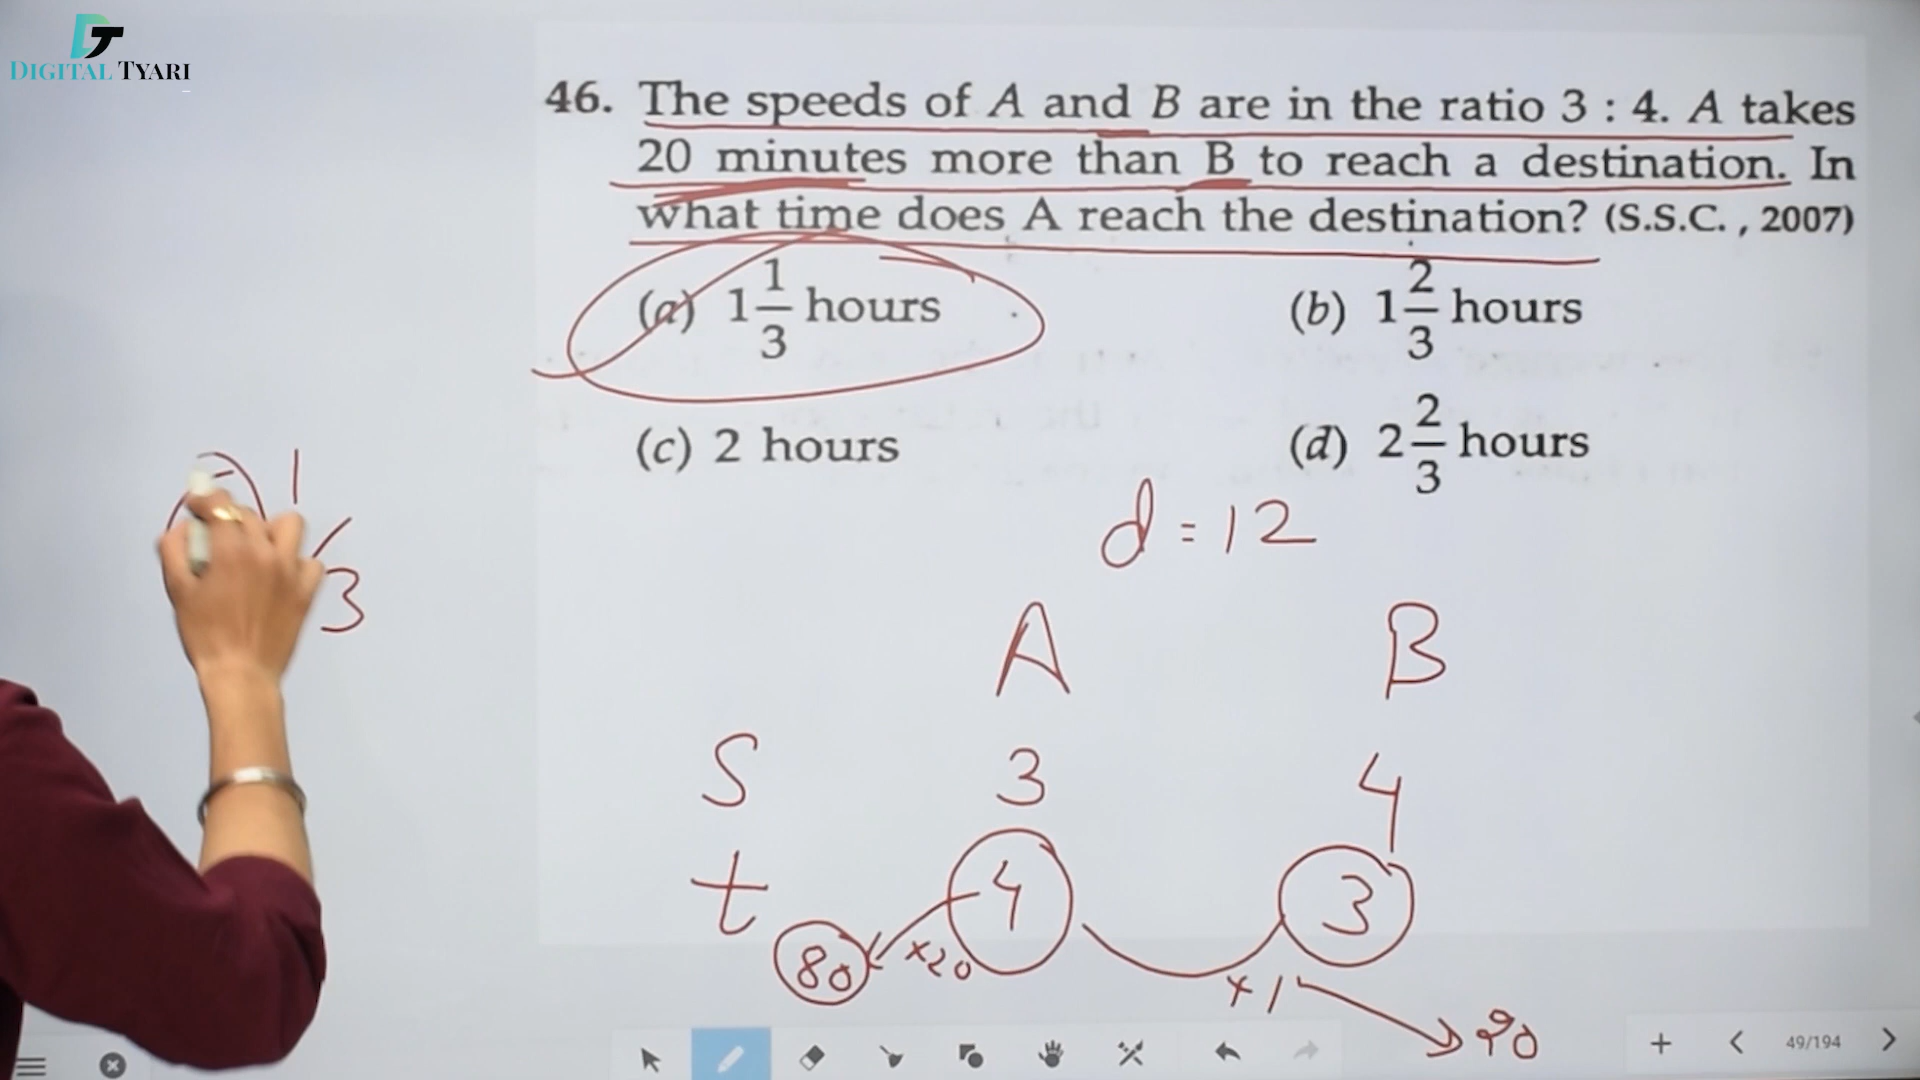 DIGITAL TYARI
46. The speeds of A and B are in the ratio 3 : 4. A takes
20 minutes more than B to reach a destination. In
what time does A reach the destination? (S.S.C. , 2007)
(a) 1 1/3 hours
(b) 1 2/3 hours
(c) 2 hours
(d) 2 2/3 hours
1
3
d = 12
A B
S 3 4
t 4 3
80 ×20 ×1 20
49/194